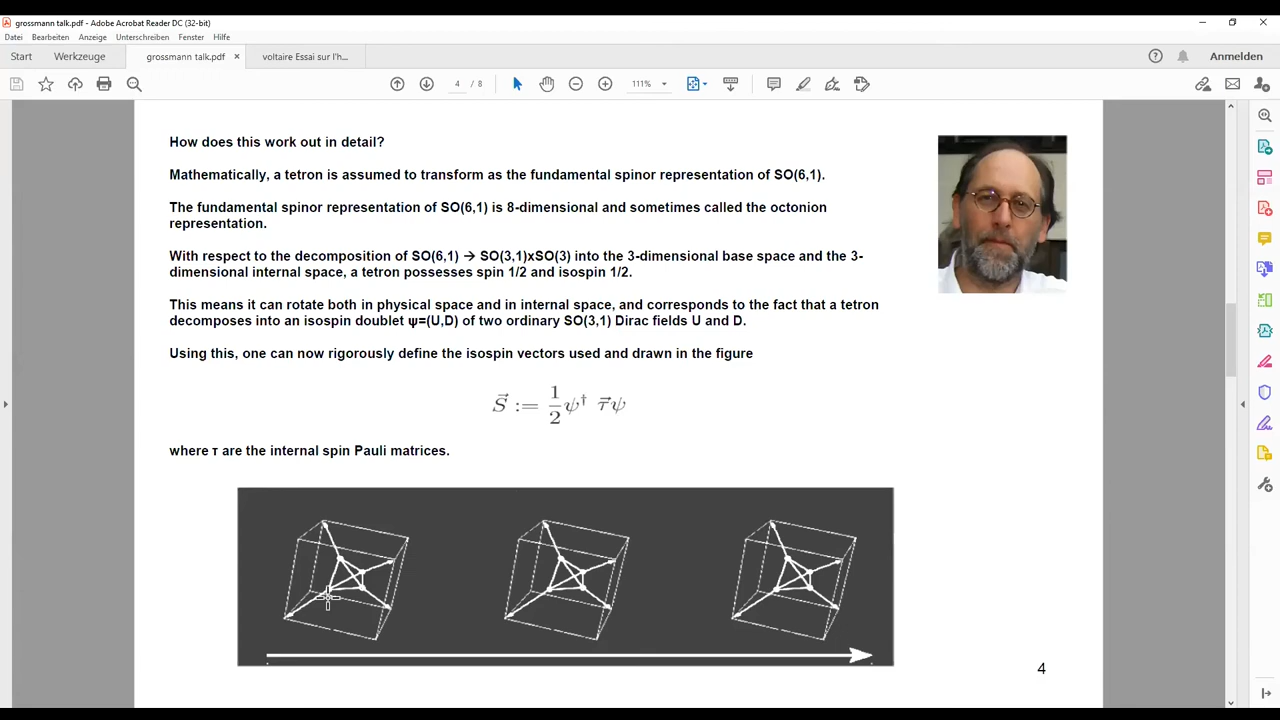 grossmann talk.pdf - Adobe Acrobat Reader DC (32-bit)
Datei Bearbeiten Anzeige Unterschreiben Fenster Hilfe
Start Werkzeuge grossmann talk.pdf × voltaire Essai sur l'h... Anmelden
4 / 8 111%
How does this work out in detail?
Mathematically, a tetron is assumed to transform as the fundamental spinor representation of SO(6,1).
The fundamental spinor representation of SO(6,1) is 8-dimensional and sometimes called the octonion
representation.
With respect to the decomposition of SO(6,1) → SO(3,1)xSO(3) into the 3-dimensional base space and the 3-
dimensional internal space, a tetron possesses spin 1/2 and isospin 1/2.
This means it can rotate both in physical space and in internal space, and corresponds to the fact that a tetron
decomposes into an isospin doublet ψ=(U,D) of two ordinary SO(3,1) Dirac fields U and D.
Using this, one can now rigorously define the isospin vectors used and drawn in the figure
S⃗ := 1/2 ψ† τ⃗ψ
where τ are the internal spin Pauli matrices.
4